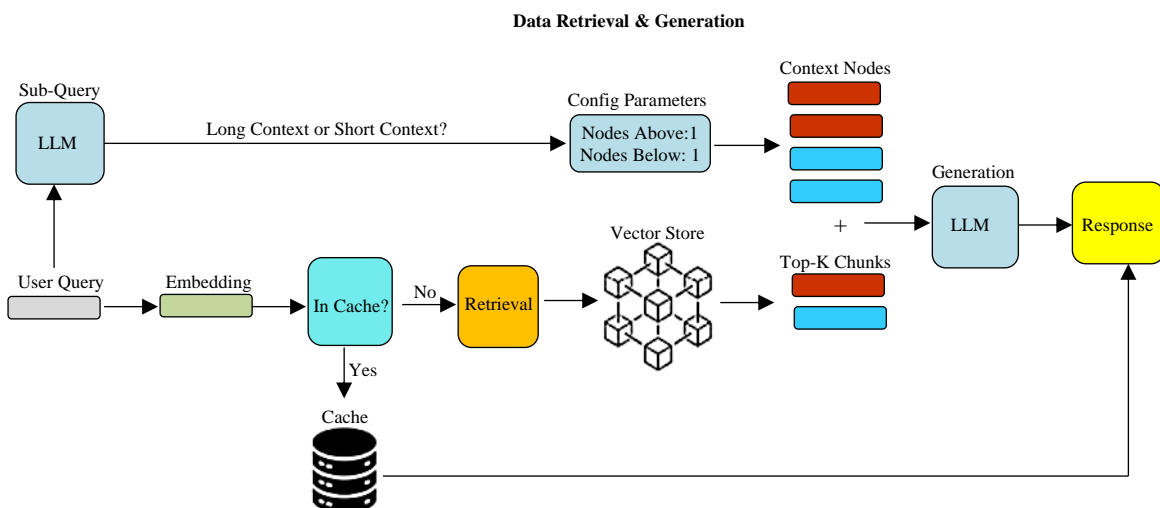 Data Retrieval & Generation
Sub-Query
LLM
Long Context or Short Context?
Config Parameters
Nodes Above:1
Nodes Below: 1
Context Nodes
+
Generation
LLM
Response
User Query
Embedding
In Cache?
No
Retrieval
Vector Store
Top-K Chunks
Yes
Cache